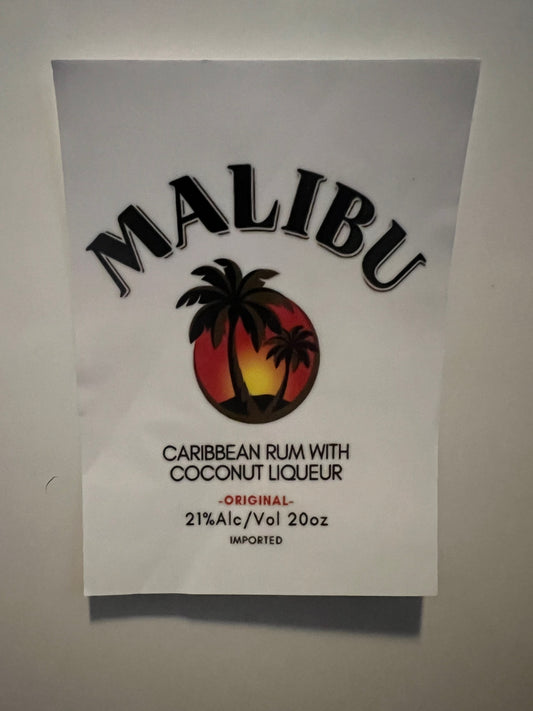 MALIBU
CARIBBEAN RUM WITH
COCONUT LIQUEUR
-ORIGINAL-
21%Alc/Vol 20oz
IMPORTED